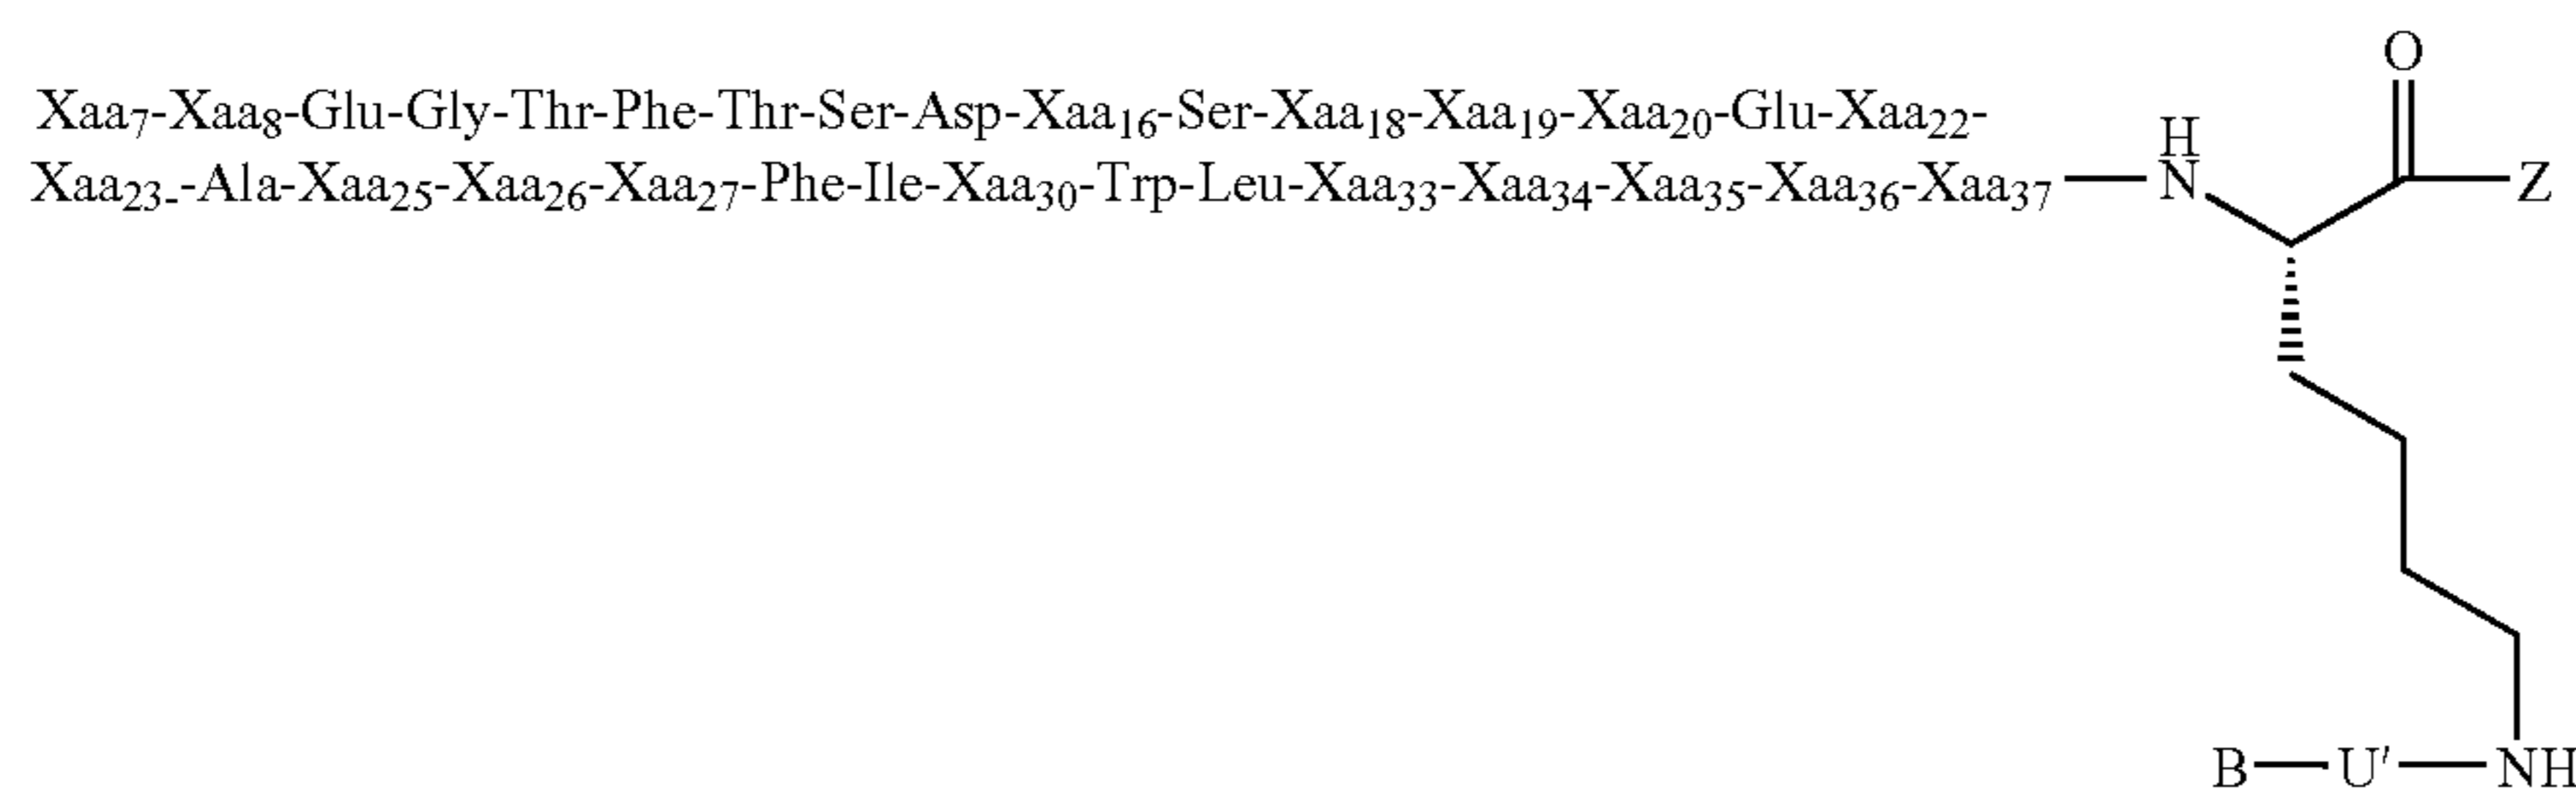 O
Xaa₇-Xaa₈-Glu-Gly-Thr-Phe-Thr-Ser-Asp-Xaa₁₆-Ser-Xaa₁₈-Xaa₁₉-Xaa₂₀-Glu-Xaa₂₂-
H
Xaa₂₃₋-Ala-Xaa₂₅-Xaa₂₆-Xaa₂₇-Phe-Ile-Xaa₃₀-Trp-Leu-Xaa₃₃-Xaa₃₄-Xaa₃₅-Xaa₃₆-Xaa₃₇ N Z
B U' NH